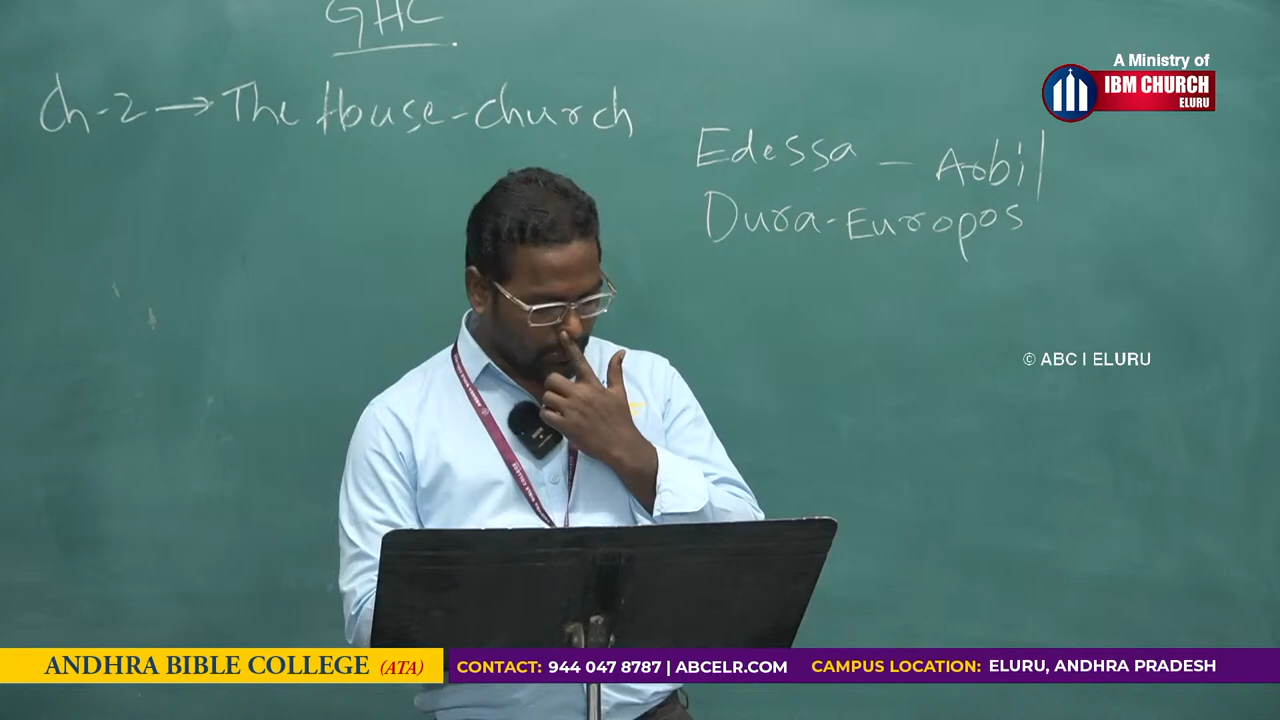 GHC
Ch-2 → The House-church
Edessa - Arbil
Dura-Europos
A Ministry of
IBM CHURCH
ELURU
© ABC I ELURU
ANDHRA BIBLE COLLEGE (ATA)
CONTACT: 944 047 8787 | ABCELR.COM
CAMPUS LOCATION: ELURU, ANDHRA PRADESH